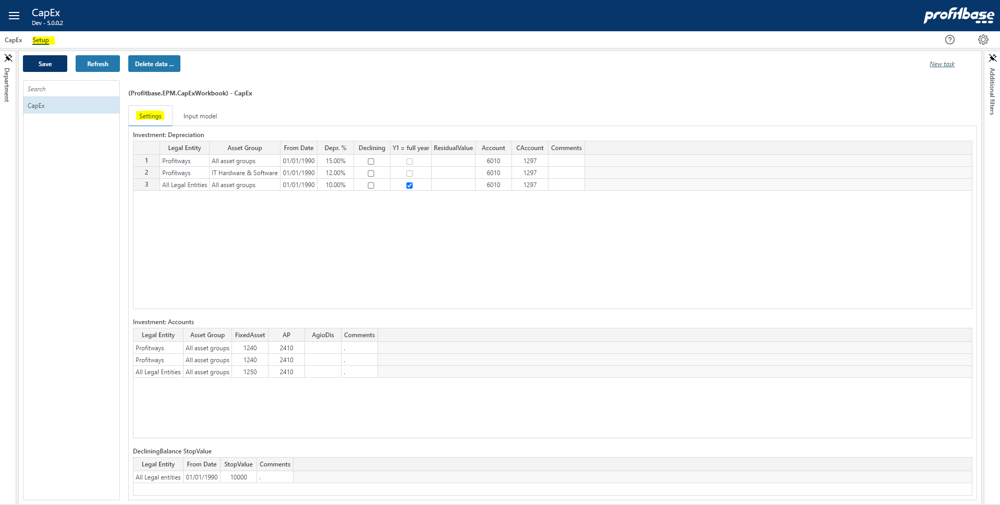 CapEx
Dev - 5.0.0.2
profitbase
CapEx Setup
Department
Save Refresh Delete data ... New task
Additional filters
Search
CapEx
(Profitbase.EPM.CapExWorkbook) - CapEx
Settings Input model
Investment: Depreciation
Legal Entity Asset Group From Date Depr. % Declining Y1 = full year ResidualValue Account CAccount Comments
1 Profitways All asset groups 01/01/1990 15.00% 6010 1297
2 Profitways IT Hardware & Software 01/01/1990 12.00% 6010 1297
3 All Legal Entities All asset groups 01/01/1990 10.00% 6010 1297
Investment: Accounts
Legal Entity Asset Group FixedAsset AP AgioDis Comments
Profitways All asset groups 1240 2410 .
Profitways All asset groups 1240 2410 .
All Legal Entities All asset groups 1250 2410 .
DecliningBalance StopValue
Legal Entity From Date StopValue Comments
All Legal entities 01/01/1990 10000 .